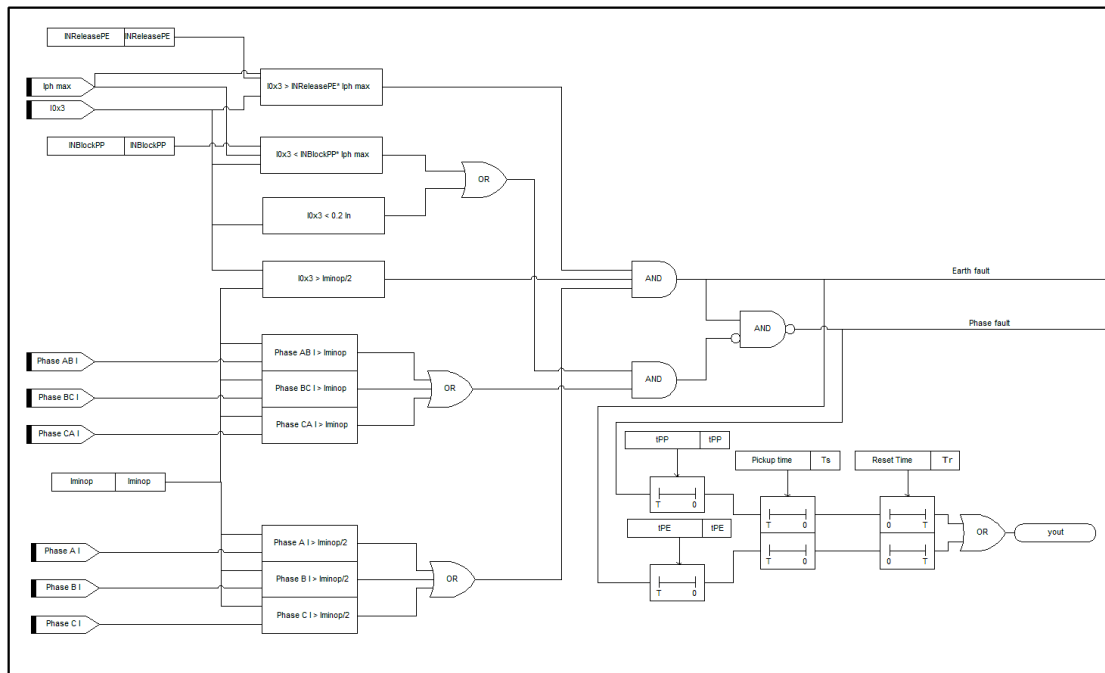 INReleasePE INReleasePE
Iph max
I0x3
I0x3 > INReleasePE* Iph max
INBlockPP INBlockPP
I0x3 < INBlockPP* Iph max
OR
I0x3 < 0.2 In
I0x3 > Iminop/2
AND
Earth fault
AND
Phase fault
Phase AB I
Phase AB I > Iminop
Phase BC I
Phase BC I > Iminop
OR
AND
Phase CA I
Phase CA I > Iminop
tPP tPP
Pickup time Ts
Reset Time Tr
Iminop Iminop
T 0
T 0
0 T
tPE tPE
OR
yout
T 0
0 T
Phase A I
Phase A I > Iminop/2
Phase B I
Phase B I > Iminop/2
OR
T 0
Phase C I
Phase C I > Iminop/2